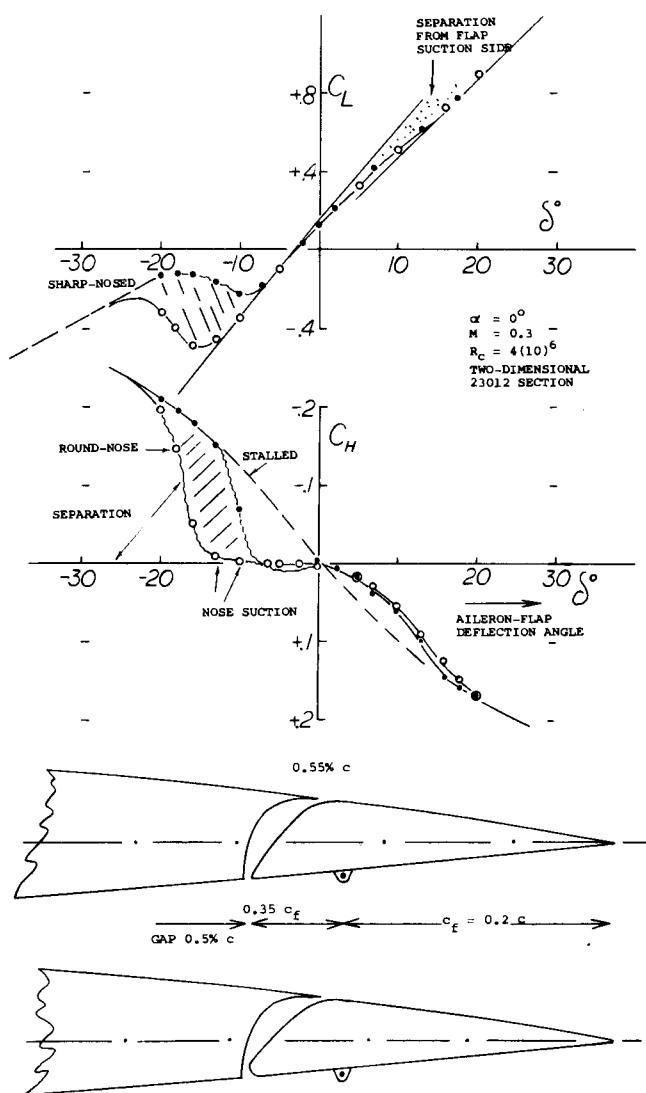 SEPARATION
FROM FLAP
SUCTION SIDE
+.8 C_L
+.4
δ°
-30 -20 -10 0 10 20 30
SHARP-NOSED
-.4
α = 0°
M = 0.3
R_c = 4(10)^6
TWO-DIMENSIONAL
23012 SECTION
-.2
C_H
ROUND-NOSE
STALLED
-.1
SEPARATION
-30 -20 -10 0 20 δ° 30
NOSE SUCTION
AILERON-FLAP
DEFLECTION ANGLE
+.1
+.2
0.55% c
0.35 c_f
c_f = 0.2 c
GAP 0.5% c